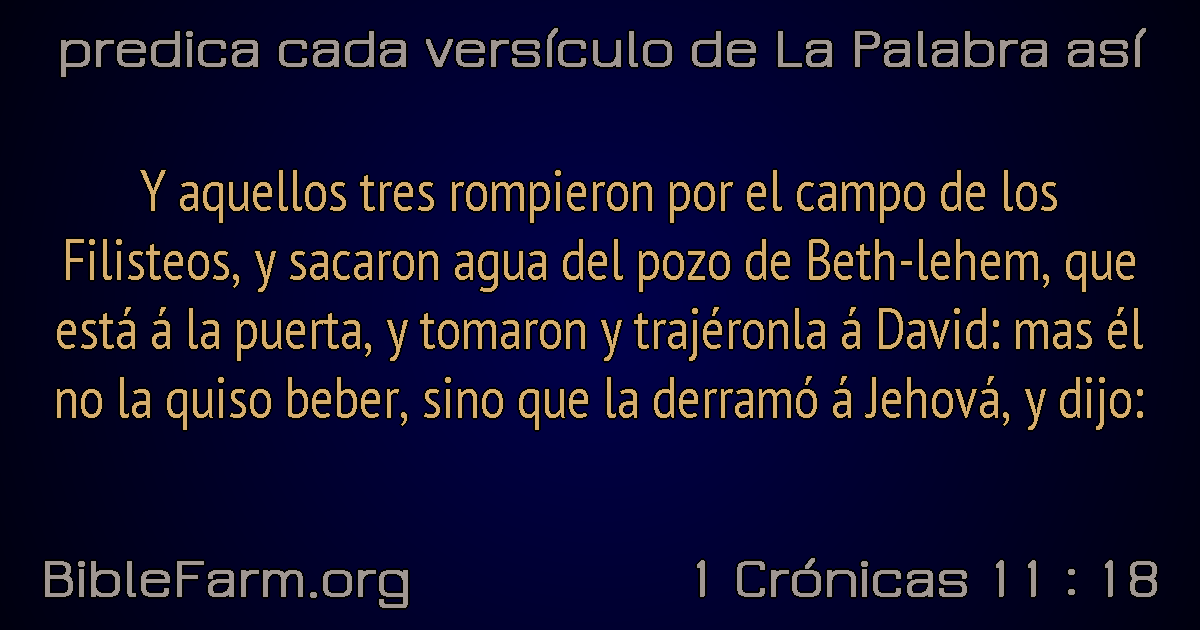 predica cada versículo de La Palabra así
Y aquellos tres rompieron por el campo de los
Filisteos, y sacaron agua del pozo de Beth-lehem, que
está á la puerta, y tomaron y trajéronla á David: mas él
no la quiso beber, sino que la derramó á Jehová, y dijo:
BibleFarm.org
1 Crónicas 11 : 18